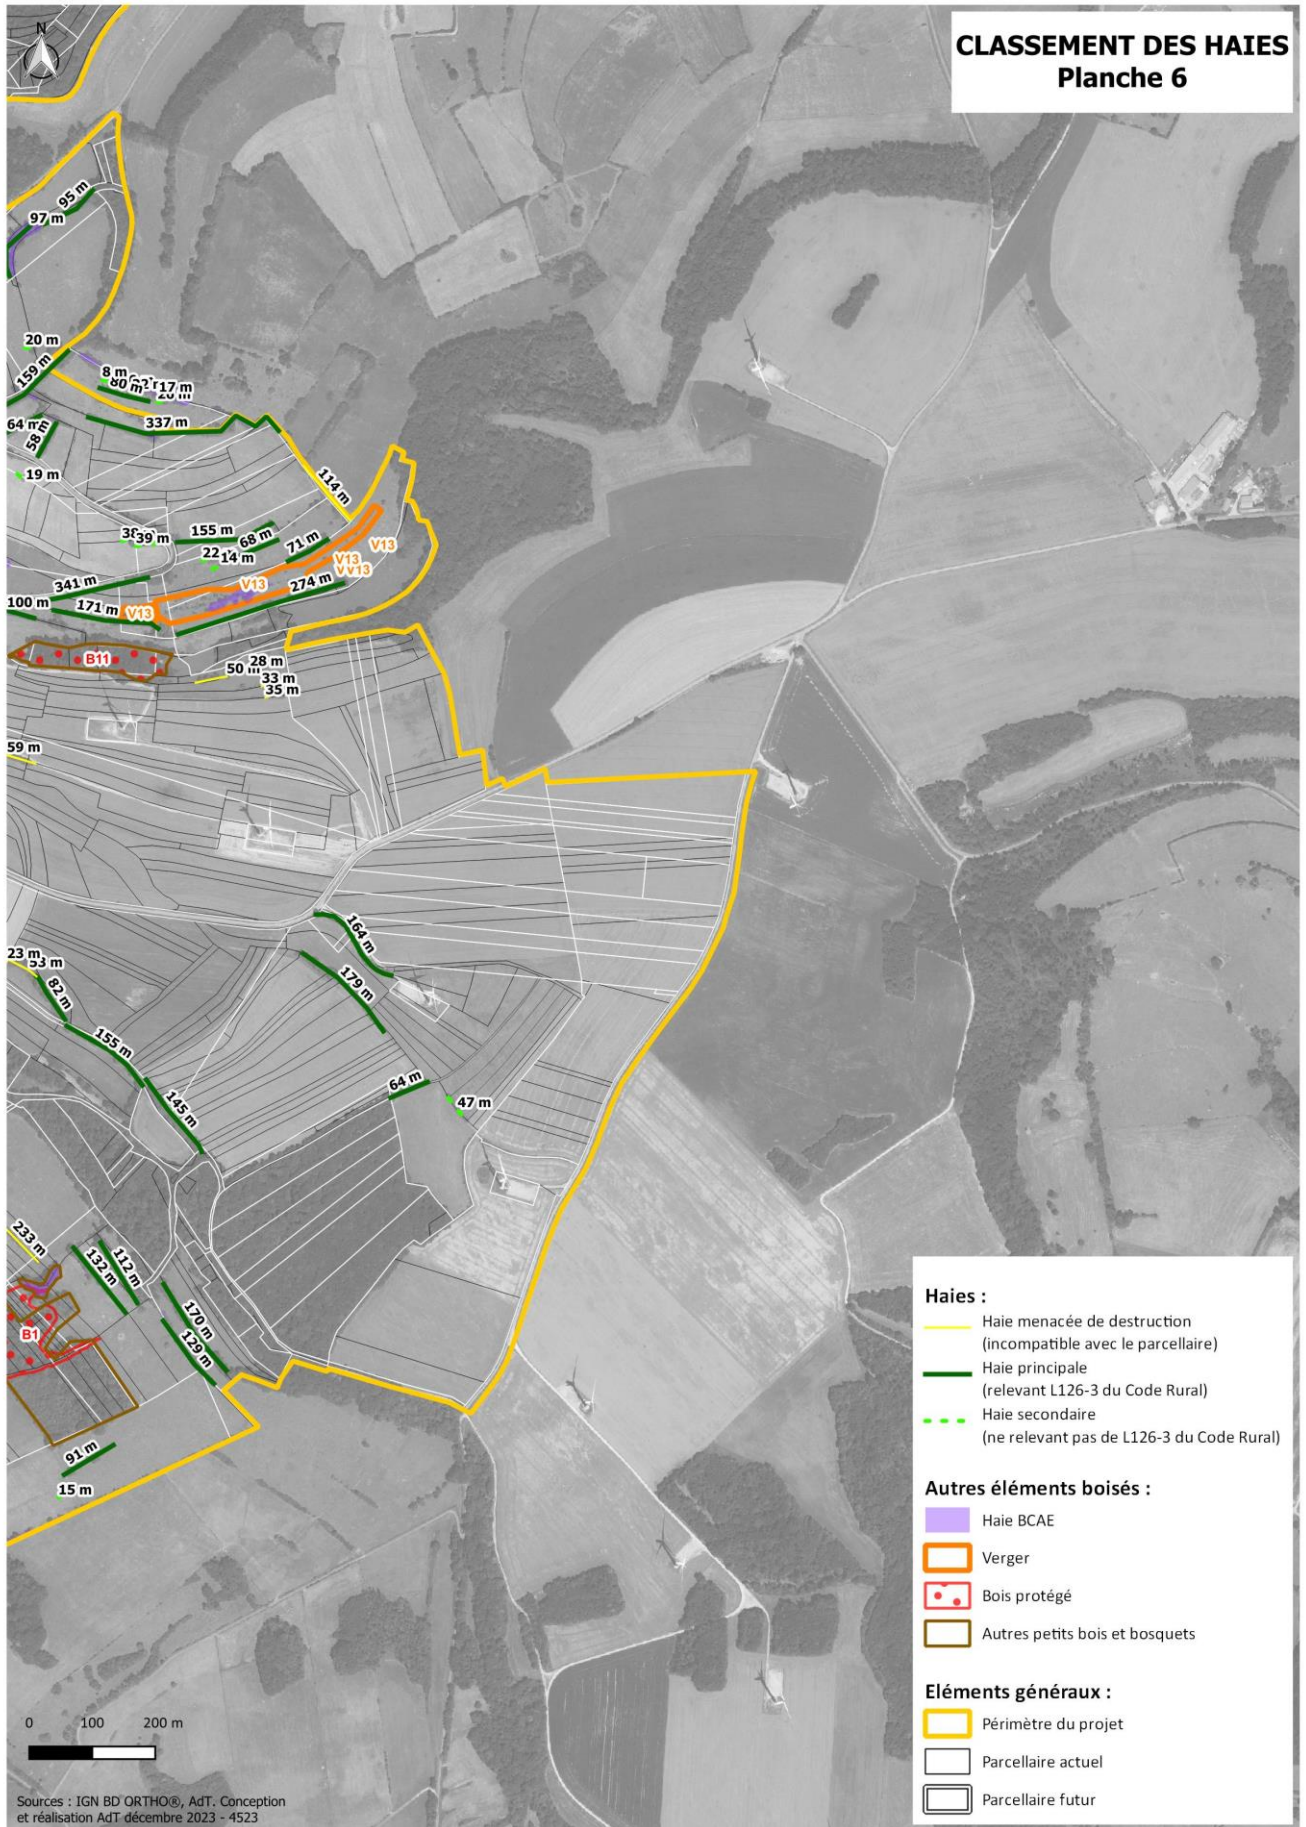 N
CLASSEMENT DES HAIES
Planche 6
95 m
97 m
20 m
159 m
8 m
80 m
17 m
337 m
64 m
58 m
19 m
114 m
39 m
155 m
68 m
22
14 m
71 m
V13
V13
V13
V13
274 m
341 m
100 m
171 m
V13
B11
28 m
50 m
33 m
35 m
59 m
164 m
23 m
53 m
82 m
179 m
155 m
64 m
47 m
145 m
233 m
112 m
132 m
170 m
129 m
B1
91 m
15 m
Haies :
Haie menacée de destruction
(incompatible avec le parcellaire)
Haie principale
(relevant L126-3 du Code Rural)
Haie secondaire
(ne relevant pas de L126-3 du Code Rural)
Autres éléments boisés :
Haie BCAE
Verger
Bois protégé
Autres petits bois et bosquets
Eléments généraux :
Périmètre du projet
Parcellaire actuel
Parcellaire futur
0 100 200 m
Sources : IGN BD ORTHO®, AdT. Conception
et réalisation AdT décembre 2023 - 4523